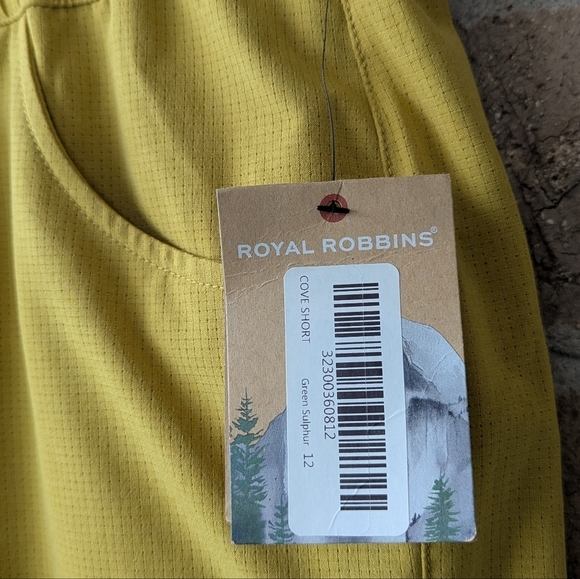 ROYAL ROBBINS®
COVE SHORT
32300360812
Green Sulphur 12